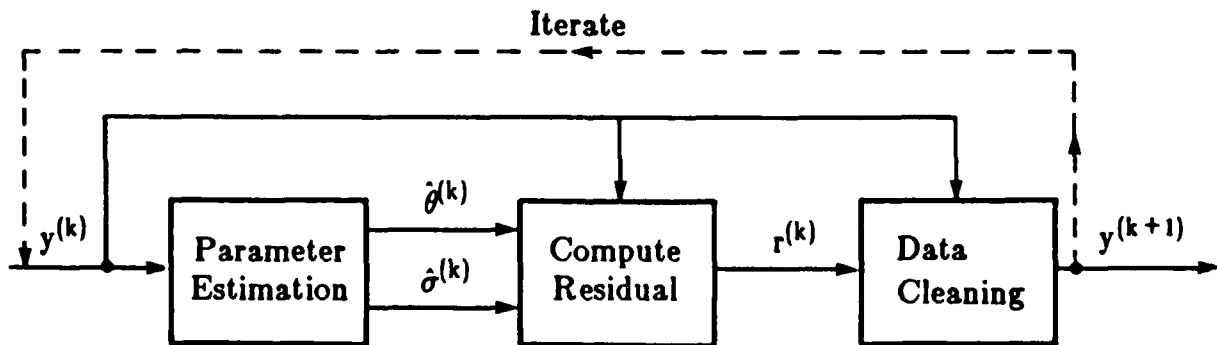 Iterate
y^(k)
Parameter
Estimation
θ̂^(k)
σ̂^(k)
Compute
Residual
r^(k)
Data
Cleaning
y^(k+1)